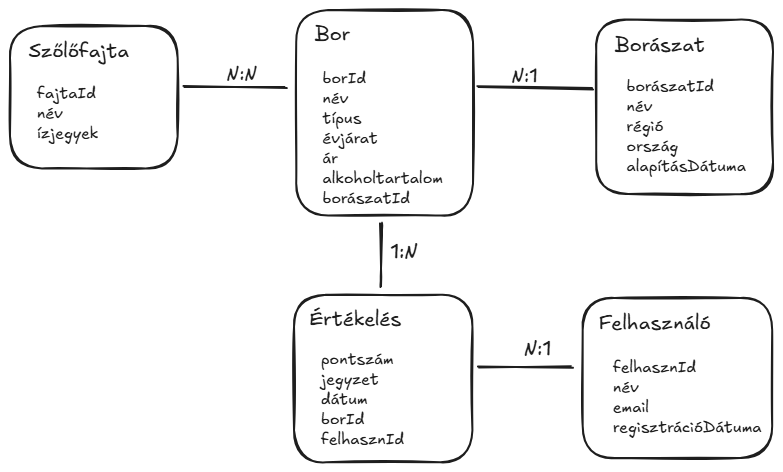 Szőlőfajta
fajtaId
név
ízjegyek
N:N
Bor
borId
név
típus
évjárat
ár
alkoholtartalom
borászatId
N:1
Borászat
borászatId
név
régió
ország
alapításDátuma
1:N
Értékelés
pontszám
jegyzet
dátum
borId
felhasznId
N:1
Felhasználó
felhasznId
név
email
regisztrációDátuma